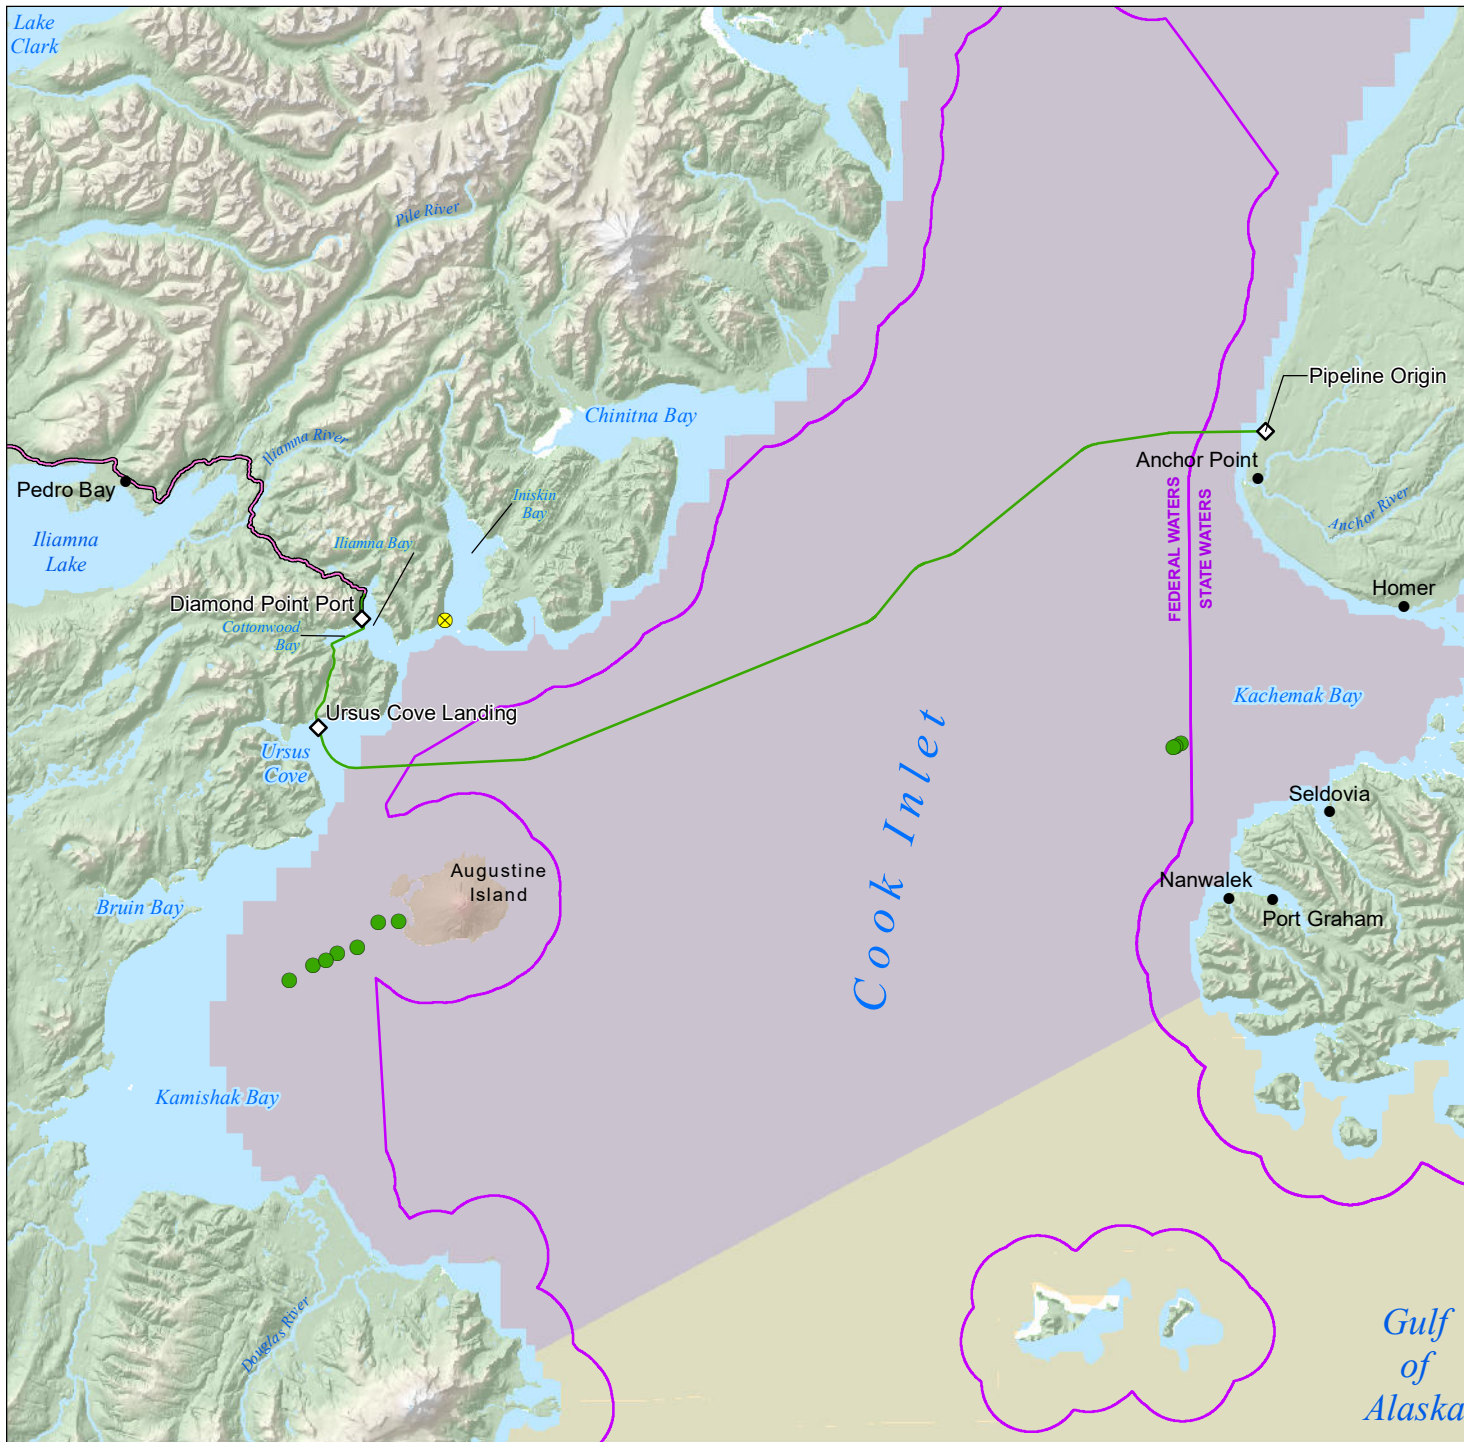 Lake
Clark
Pile River
Pipeline Origin
Chinitna Bay
Iliamna River
Anchor Point
Pedro Bay
Iniskin
Bay
Anchor River
FEDERAL WATERS
STATE WATERS
Iliamna
Lake
Iliamna Bay
Homer
Diamond Point Port
Cottonwood
Bay
Kachemak Bay
Ursus Cove Landing
Ursus
Cove
Cook Inlet
Seldovia
Augustine
Island
Nanwalek
Bruin Bay
Port Graham
Kamishak Bay
Douglas River
Gulf
of
Alaska